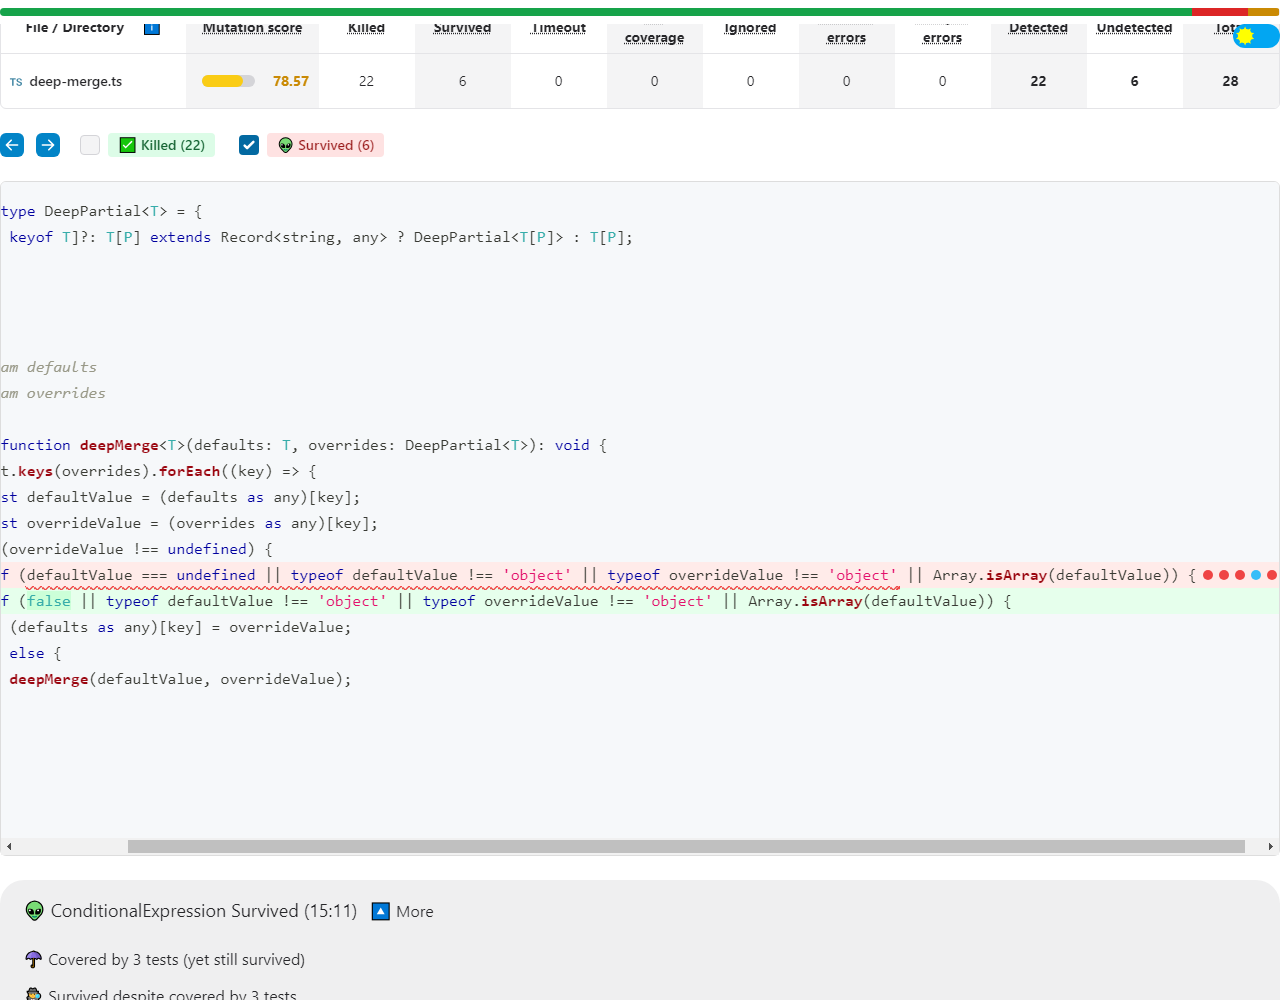 File / Directory Mutation score Killed Survived Timeout coverage Ignored errors errors Detected Undetected Tot
TS deep-merge.ts 78.57 22 6 0 0 0 0 0 22 6 28
Killed (22) Survived (6)
type DeepPartial<T> = {
keyof T]?: T[P] extends Record<string, any> ? DeepPartial<T[P]> : T[P];
am defaults
am overrides
function deepMerge<T>(defaults: T, overrides: DeepPartial<T>): void {
t.keys(overrides).forEach((key) => {
st defaultValue = (defaults as any)[key];
st overrideValue = (overrides as any)[key];
(overrideValue !== undefined) {
f (defaultValue === undefined || typeof defaultValue !== 'object' || typeof overrideValue !== 'object' || Array.isArray(defaultValue)) {
f (false || typeof defaultValue !== 'object' || typeof overrideValue !== 'object' || Array.isArray(defaultValue)) {
(defaults as any)[key] = overrideValue;
else {
deepMerge(defaultValue, overrideValue);
ConditionalExpression Survived (15:11) More
Covered by 3 tests (yet still survived)
Survived despite covered by 3 tests